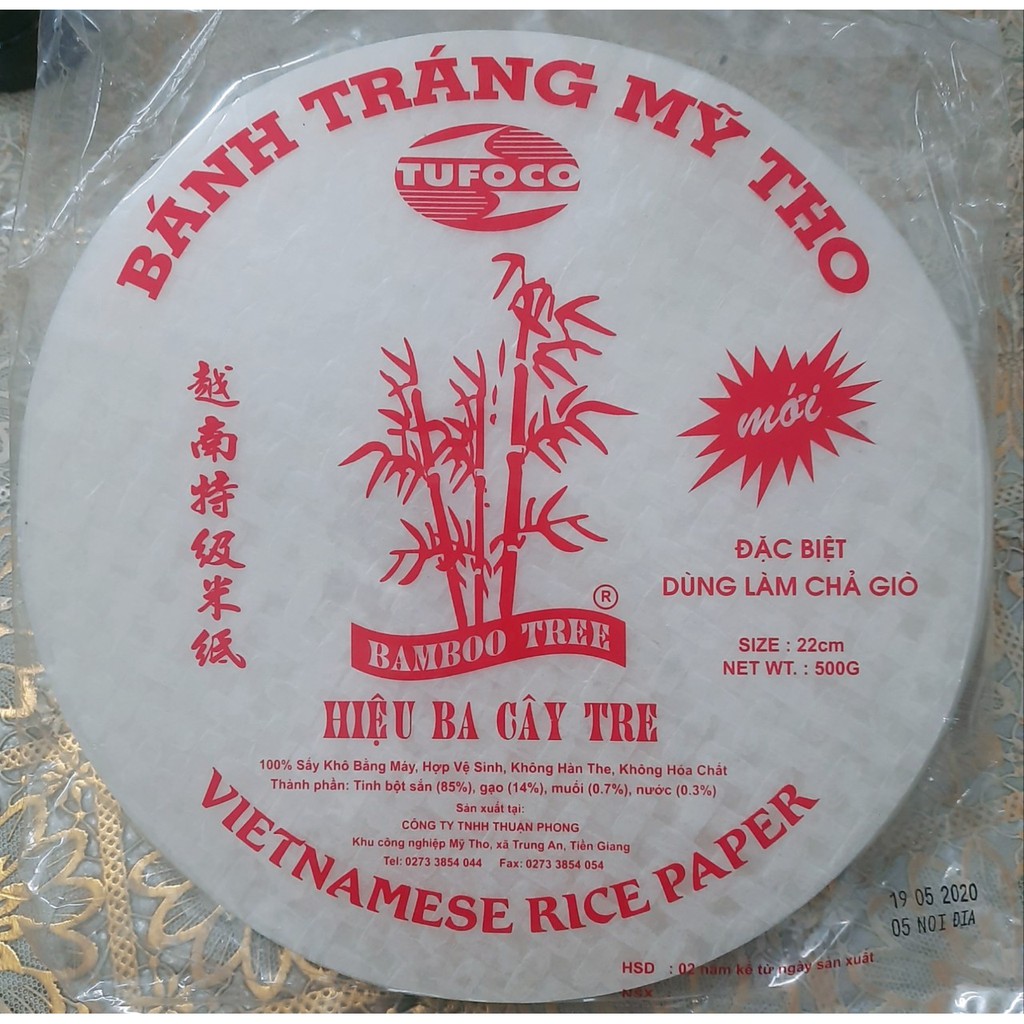 BÁNH TRÁNG MỸ THO
TUFOCO
越南特级米纸
mới
ĐẶC BIỆT
DÙNG LÀM CHẢ GIÒ
SIZE : 22cm
NET WT. : 500G
®
BAMBOO TREE
HIỆU BA CÂY TRE
100% Sấy Khô Bằng Máy, Hợp Vệ Sinh, Không Hàn The, Không Hóa Chất
Thành phần: Tinh bột sắn (85%), gạo (14%), muối (0.7%), nước (0.3%)
Sản xuất tại:
CÔNG TY TNHH THUẬN PHONG
Khu công nghiệp Mỹ Tho, xã Trung An, Tiền Giang
Tel: 0273 3854 044 Fax: 0273 3854 054
VIETNAMESE RICE PAPER
19 05 2020
05 NOI ĐỊA
HSD : 02 năm kể từ ngày sản xuất
NSX